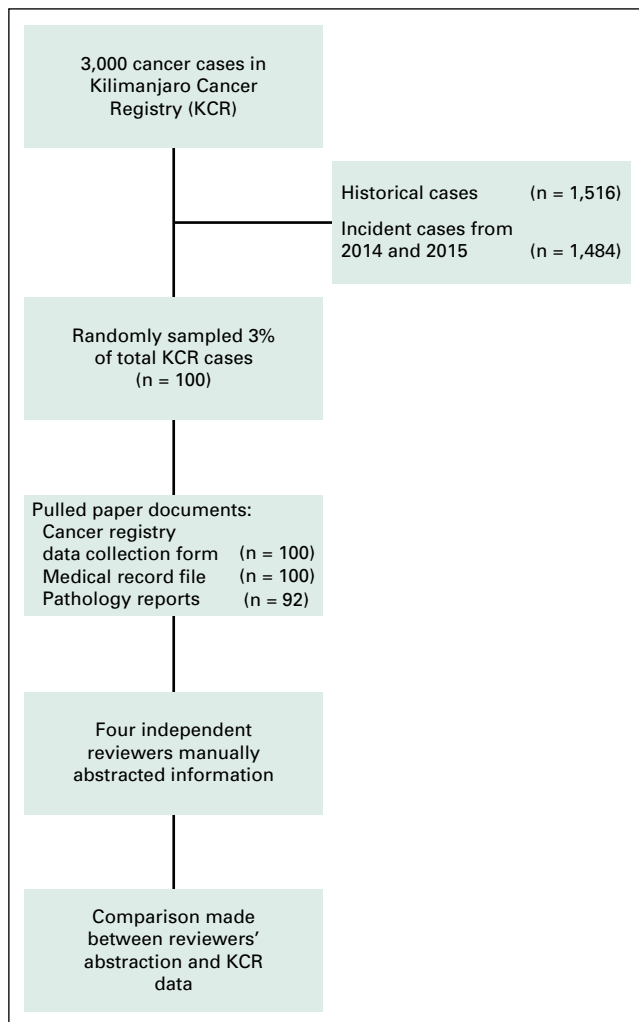 3,000 cancer cases in
Kilimanjaro Cancer
Registry (KCR)
Historical cases (n = 1,516)
Incident cases from
2014 and 2015 (n = 1,484)
Randomly sampled 3%
of total KCR cases
(n = 100)
Pulled paper documents:
Cancer registry
data collection form (n = 100)
Medical record file (n = 100)
Pathology reports (n = 92)
Four independent
reviewers manually
abstracted information
Comparison made
between reviewers’
abstraction and KCR
data